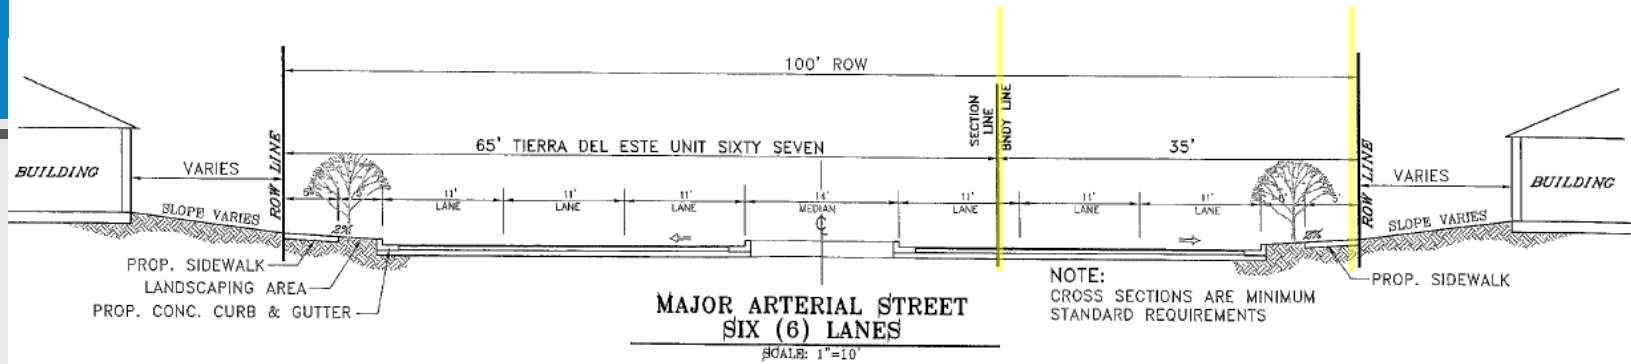 100' ROW
SECTION LINE
BNDY LINE
65' TIERRA DEL ESTE UNIT SIXTY SEVEN
35'
ROW LINE
ROW LINE
BUILDING
VARIES
VARIES
BUILDING
5'
11' LANE
11' LANE
11' LANE
14' MEDIAN
11' LANE
11' LANE
11' LANE
6'
5'
SLOPE VARIES
2%
℄
2%
SLOPE VARIES
PROP. SIDEWALK
LANDSCAPING AREA
PROP. CONC. CURB & GUTTER
PROP. SIDEWALK
NOTE:
CROSS SECTIONS ARE MINIMUM
STANDARD REQUIREMENTS
MAJOR ARTERIAL STREET
SIX (6) LANES
SCALE: 1"=10'